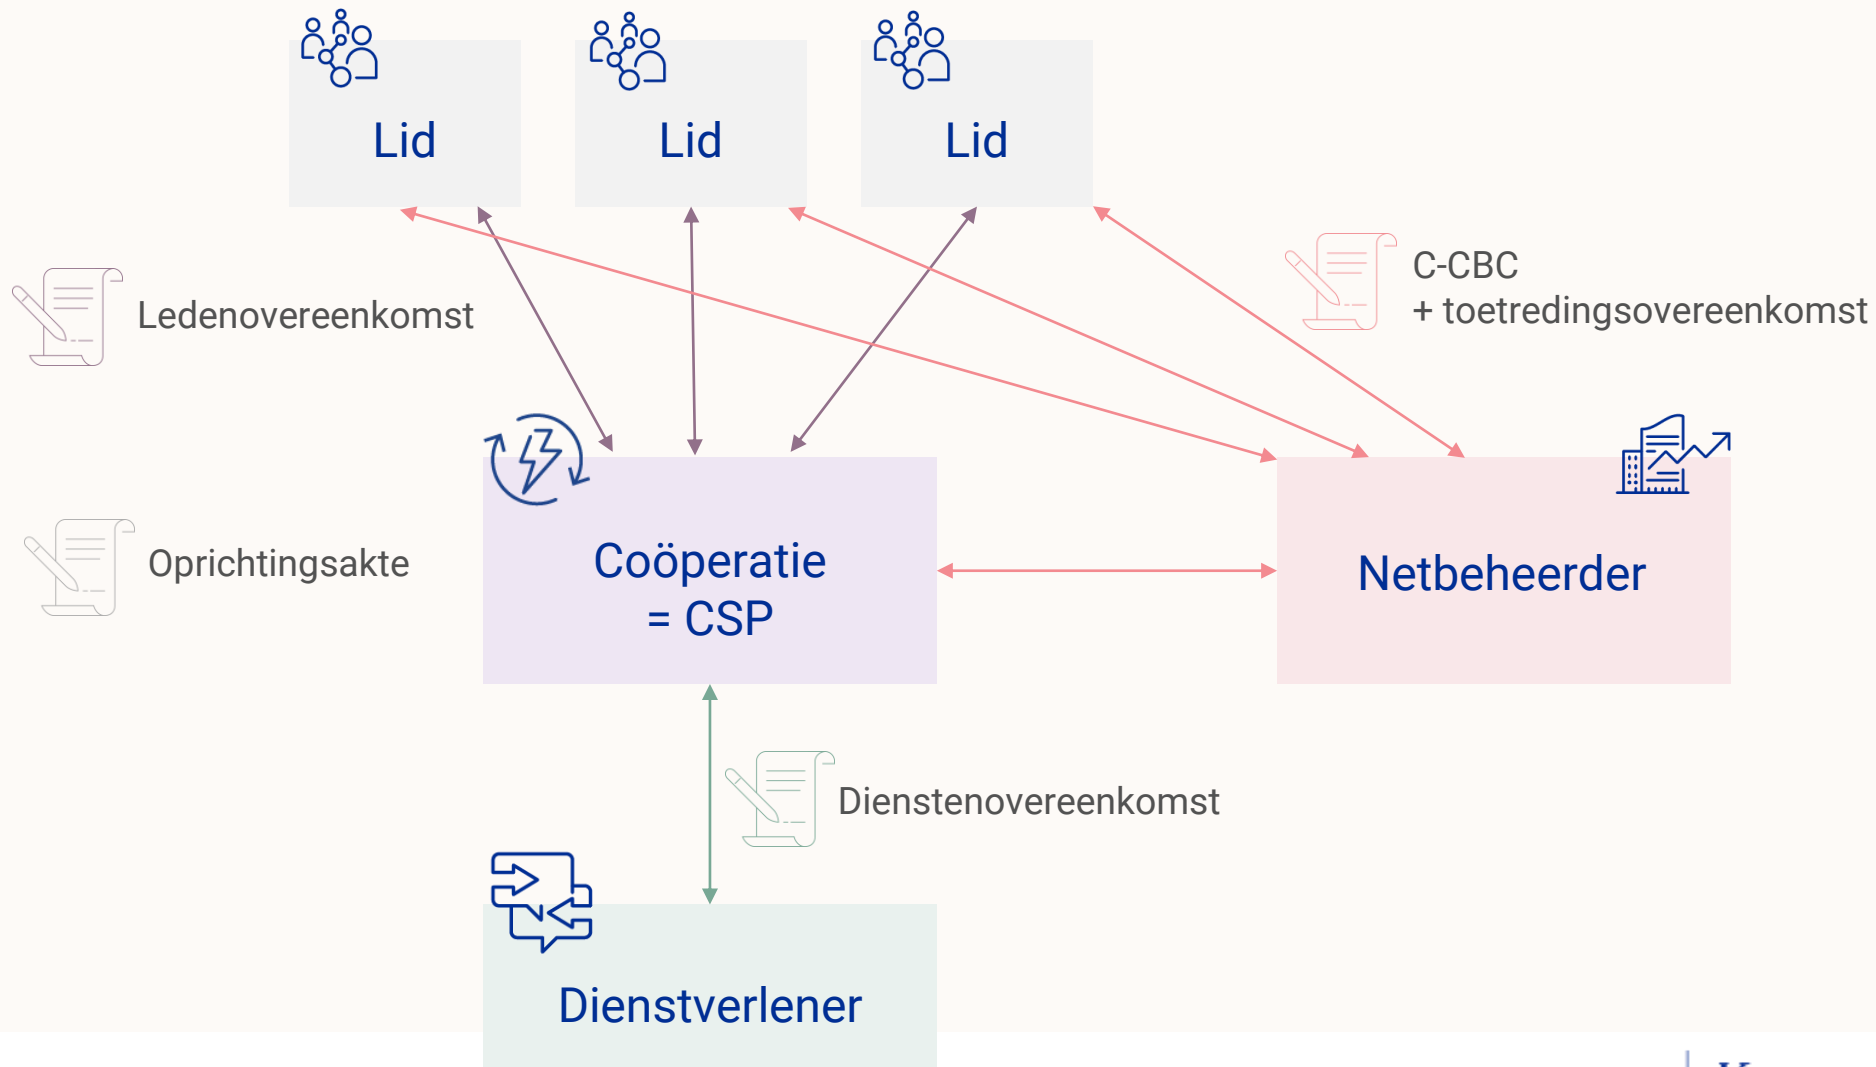 Lid
Lid
Lid
C-CBC
+ toetredingsovereenkomst
Ledenovereenkomst
Oprichtingsakte
Coöperatie
= CSP
Netbeheerder
Dienstenovereenkomst
Dienstverlener